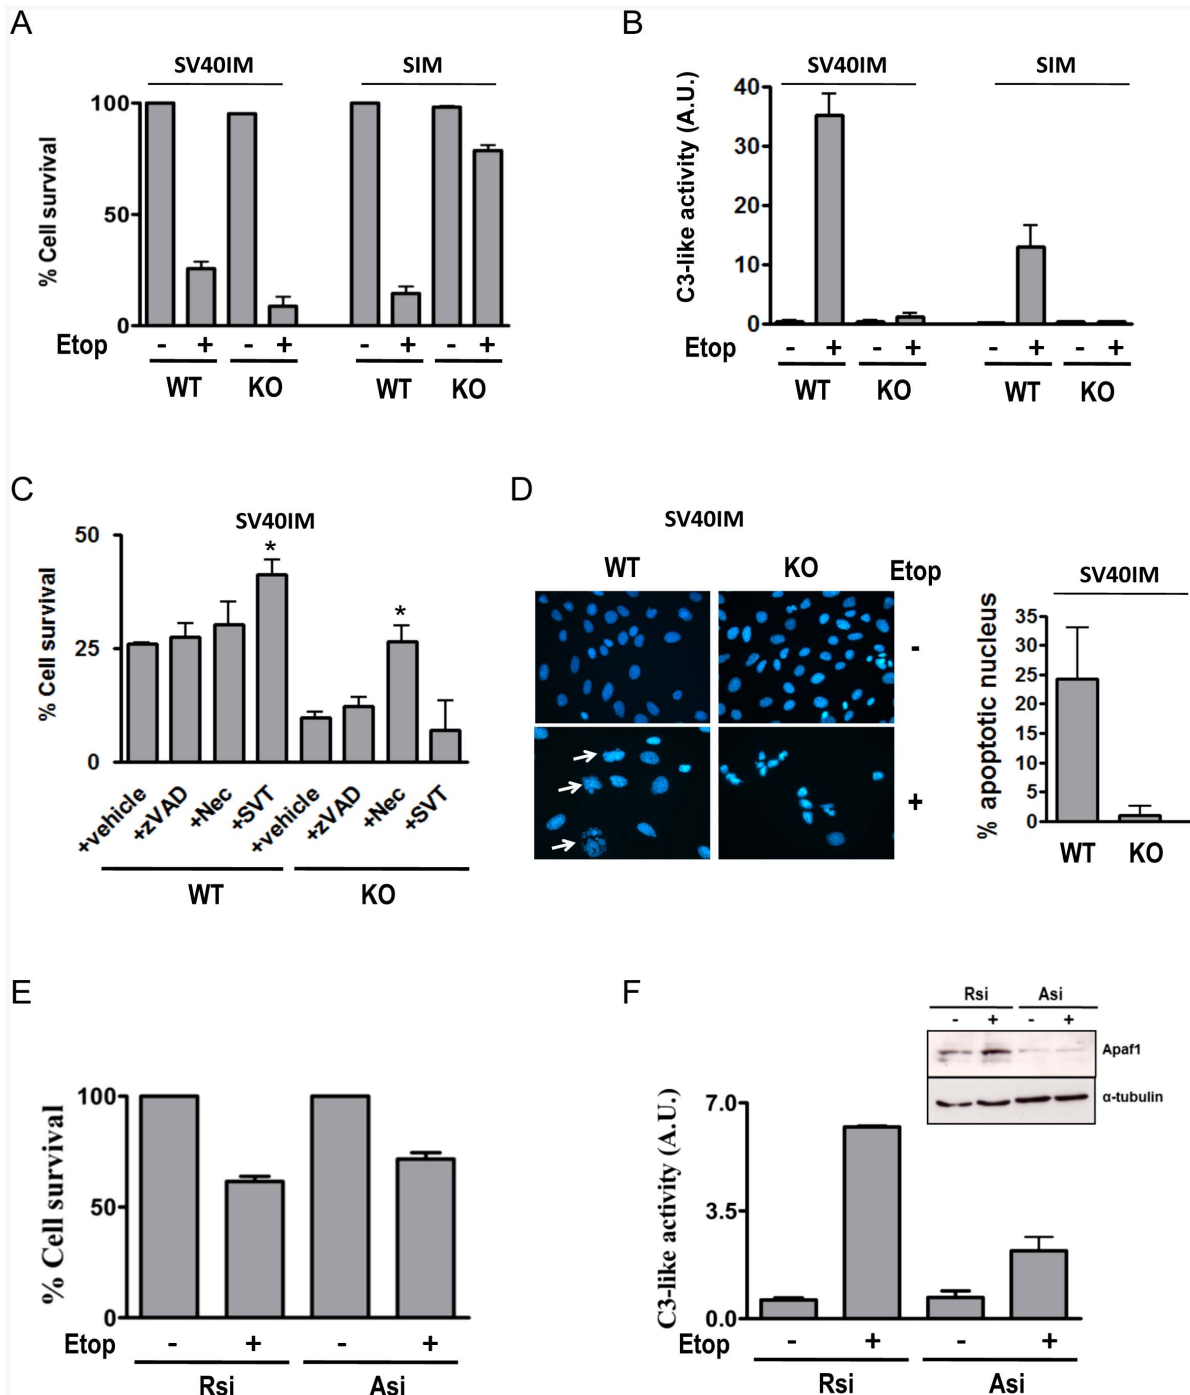 A
SV40IM SIM
% Cell survival
100
50
0
Etop - + - + - + - +
WT KO WT KO
B
SV40IM SIM
C3-like activity (A.U.)
40
30
20
10
0
Etop - + - + - + - +
WT KO WT KO
C
SV40IM
% Cell survival
50
25
0
* *
+vehicle +zVAD +Nec +SVT +vehicle +zVAD +Nec +SVT
WT KO
D
SV40IM
WT KO Etop
-
+
SV40IM
% apoptotic nucleus
35
30
25
20
15
10
5
0
WT KO
E
% Cell survival
100
50
0
Etop - + - +
Rsi Asi
F
Rsi Asi
- + - +
Apaf1
α-tubulin
C3-like activity (A.U.)
7.0
3.5
0.0
Etop - + - +
Rsi Asi